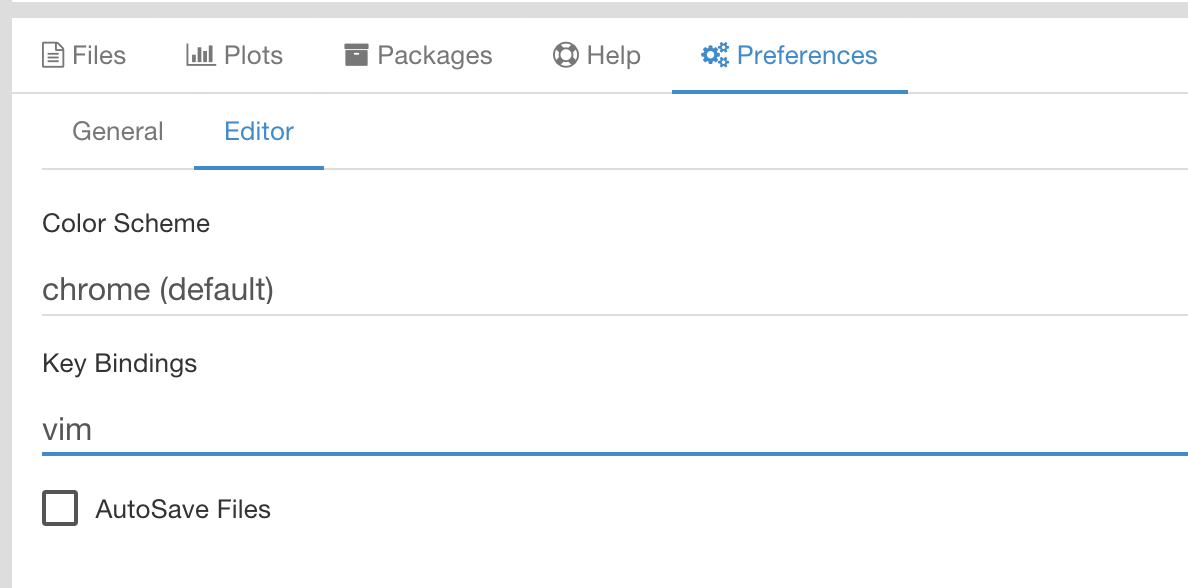 Files Plots Packages Help Preferences
General Editor
Color Scheme
chrome (default)
Key Bindings
vim
AutoSave Files